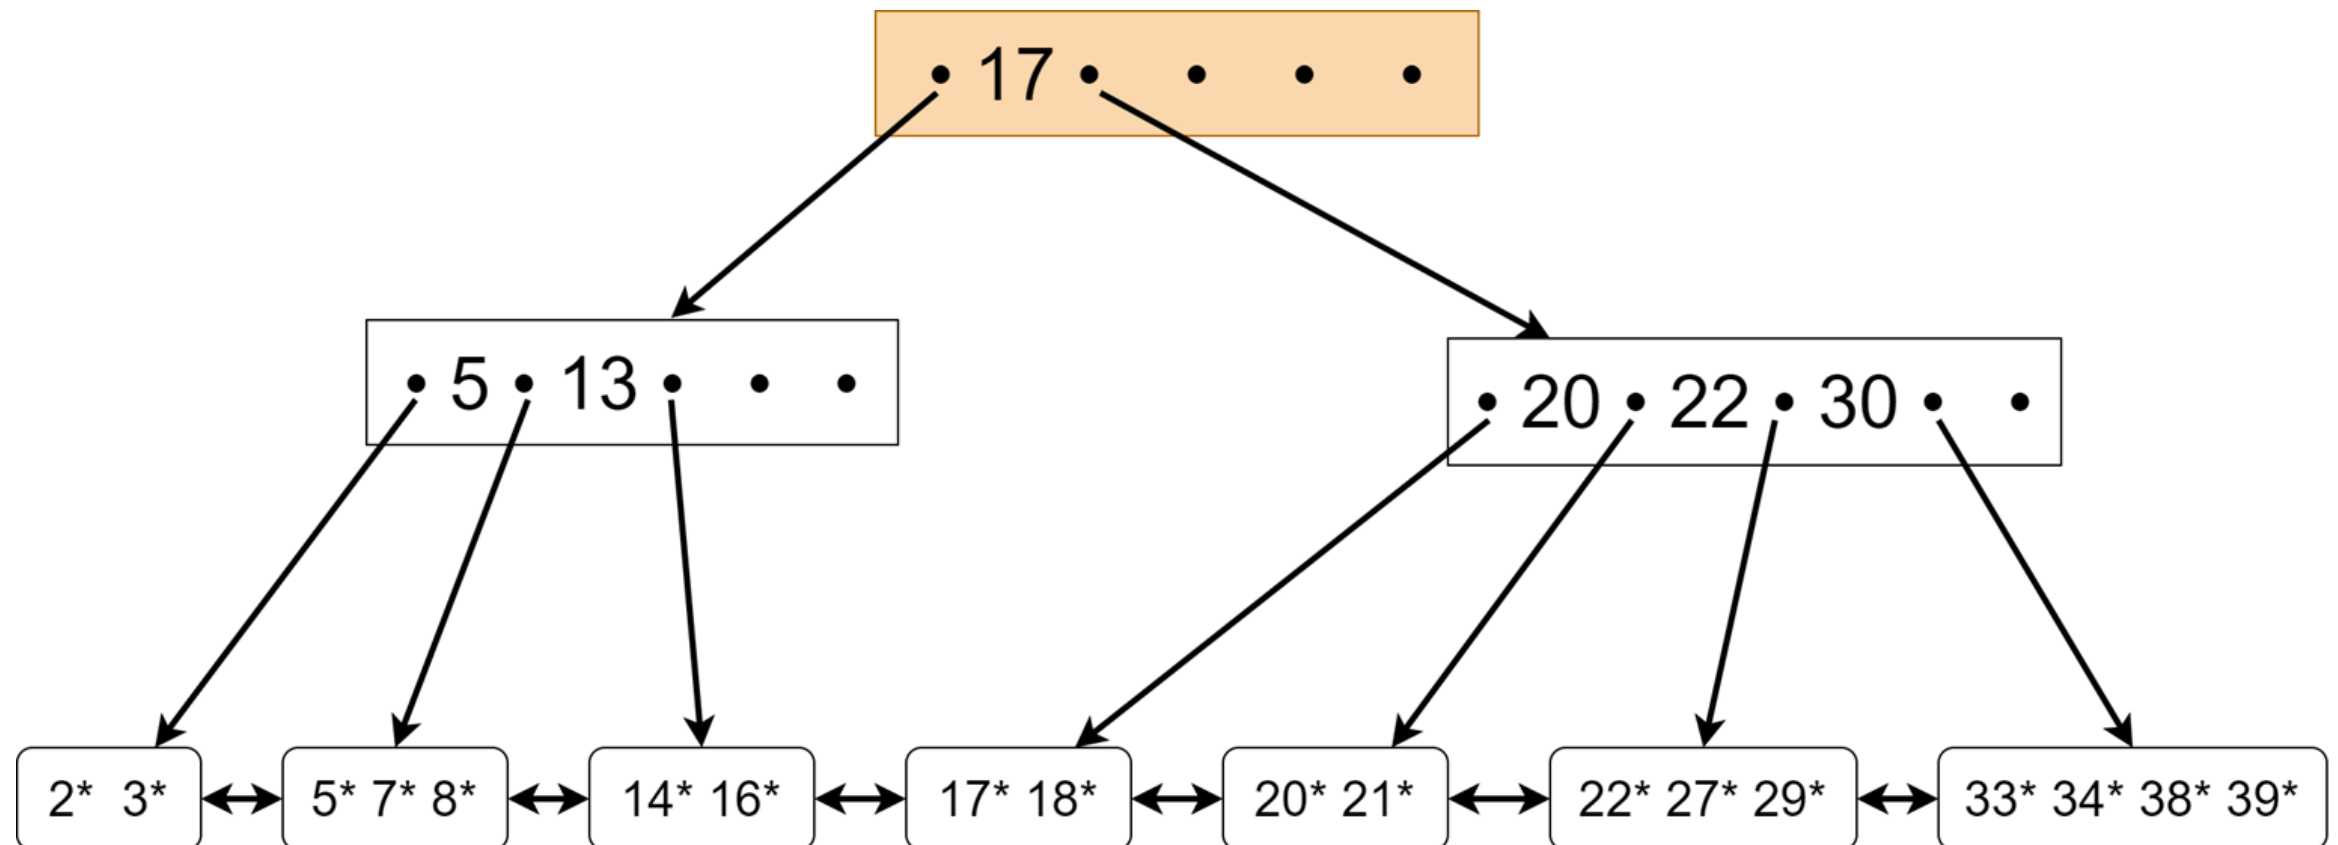 • 17 • • • •
• 5 • 13 • • •
• 20 • 22 • 30 • •
2* 3*
5* 7* 8*
14* 16*
17* 18*
20* 21*
22* 27* 29*
33* 34* 38* 39*